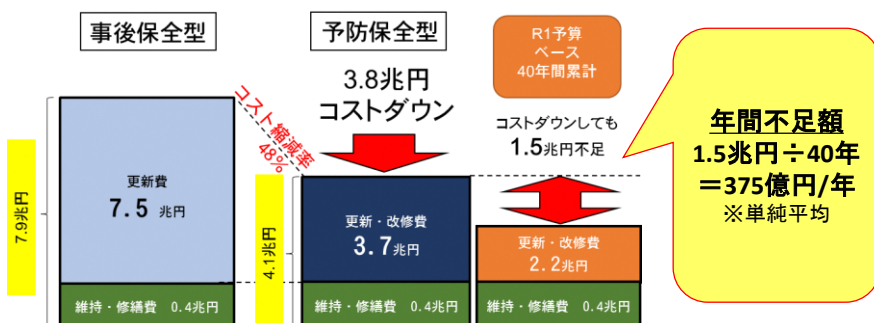 事後保全型
7.9兆円
更新費
7.5 兆円
維持・修繕費 0.4兆円
コスト縮減率
48%
予防保全型
3.8兆円
コストダウン
4.1兆円
更新・改修費
3.7兆円
維持・修繕費 0.4兆円
R1予算
ベース
40年間累計
コストダウンしても
1.5兆円不足
更新・改修費
2.2兆円
維持・修繕費 0.4兆円
年間不足額
1.5兆円÷40年
＝375億円/年
※単純平均